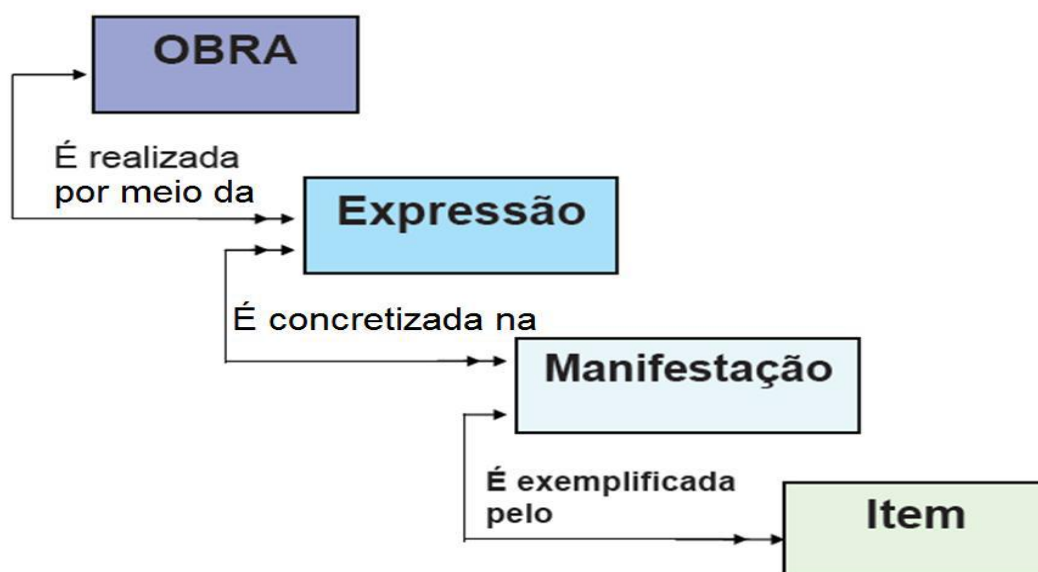 OBRA
É realizada
por meio da
Expressão
É concretizada na
Manifestação
É exemplificada
pelo
Item